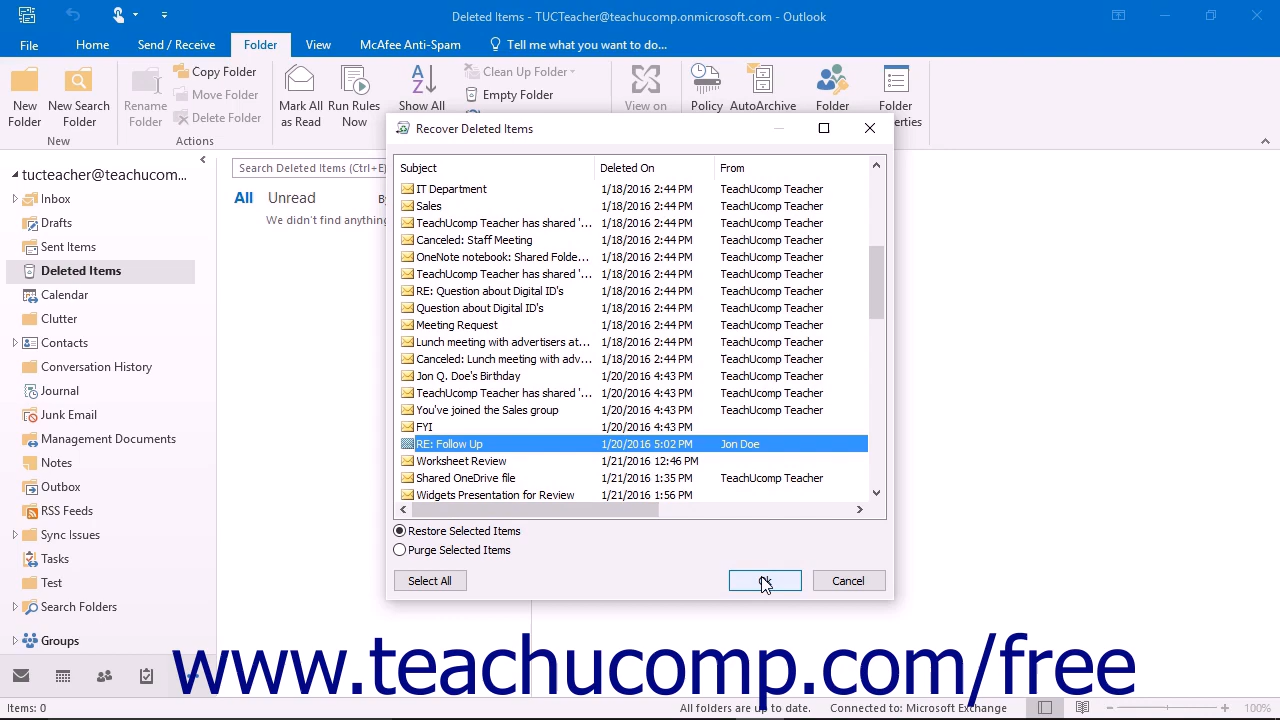 Deleted Items - TUCTeacher@teachucomp.onmicrosoft.com - Outlook
File Home Send / Receive Folder View McAfee Anti-Spam Tell me what you want to do...
New Folder
New Search Folder
New
Rename Folder
Copy Folder
Move Folder
Delete Folder
Actions
Mark All as Read
Run Rules Now
Show All
Clean Up Folder
Empty Folder
View on
Policy
AutoArchive
Folder
Folder
erties
tucteacher@teachucom...
Inbox
Drafts
Sent Items
Deleted Items
Calendar
Clutter
Contacts
Conversation History
Journal
Junk Email
Management Documents
Notes
Outbox
RSS Feeds
Sync Issues
Tasks
Test
Search Folders
Groups
Search Deleted Items (Ctrl+E)
All Unread
We didn't find anything
Recover Deleted Items
Subject Deleted On From
IT Department 1/18/2016 2:44 PM TeachUcomp Teacher
Sales 1/18/2016 2:44 PM TeachUcomp Teacher
TeachUcomp Teacher has shared '... 1/18/2016 2:44 PM TeachUcomp Teacher
Canceled: Staff Meeting 1/18/2016 2:44 PM TeachUcomp Teacher
OneNote notebook: Shared Folde... 1/18/2016 2:44 PM TeachUcomp Teacher
TeachUcomp Teacher has shared '... 1/18/2016 2:44 PM TeachUcomp Teacher
RE: Question about Digital ID's 1/18/2016 2:44 PM TeachUcomp Teacher
Question about Digital ID's 1/18/2016 2:44 PM TeachUcomp Teacher
Meeting Request 1/18/2016 2:44 PM TeachUcomp Teacher
Lunch meeting with advertisers at... 1/18/2016 2:44 PM TeachUcomp Teacher
Canceled: Lunch meeting with adv... 1/18/2016 2:44 PM TeachUcomp Teacher
Jon Q. Doe's Birthday 1/20/2016 4:43 PM TeachUcomp Teacher
TeachUcomp Teacher has shared '... 1/20/2016 4:43 PM TeachUcomp Teacher
You've joined the Sales group 1/20/2016 4:43 PM TeachUcomp Teacher
FYI 1/20/2016 4:43 PM
RE: Follow Up 1/20/2016 5:02 PM Jon Doe
Worksheet Review 1/21/2016 12:46 PM
Shared OneDrive file 1/21/2016 1:35 PM TeachUcomp Teacher
Widgets Presentation for Review 1/21/2016 1:56 PM
Restore Selected Items
Purge Selected Items
Select All Cancel
www.teachucomp.com/free
Items: 0 All folders are up to date. Connected to: Microsoft Exchange 100%